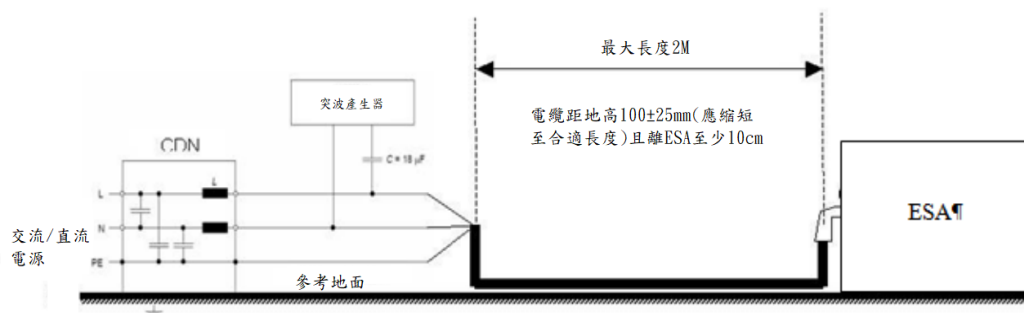 最大長度2M
突波產生器
電纜距地高100±25mm(應縮短
至合適長度)且離ESA至少10cm
CDN
C = 18 µF
L
L
N
ESA¶
交流/直流
電源
PE
參考地面